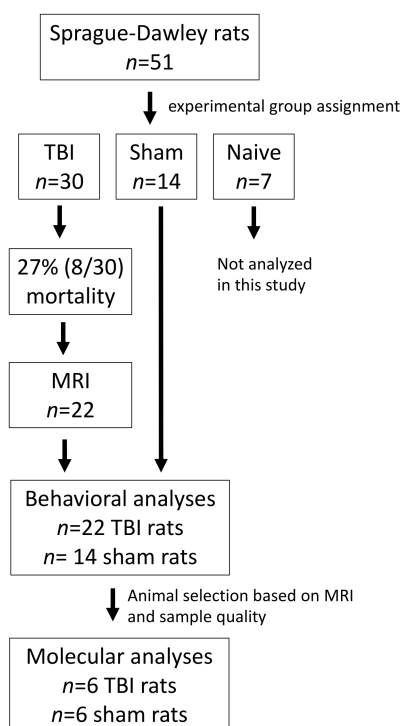 Sprague-Dawley rats
n=51
experimental group assignment
TBI
n=30
Sham
n=14
Naive
n=7
27% (8/30)
mortality
Not analyzed
in this study
MRI
n=22
Behavioral analyses
n=22 TBI rats
n= 14 sham rats
Animal selection based on MRI
and sample quality
Molecular analyses
n=6 TBI rats
n=6 sham rats